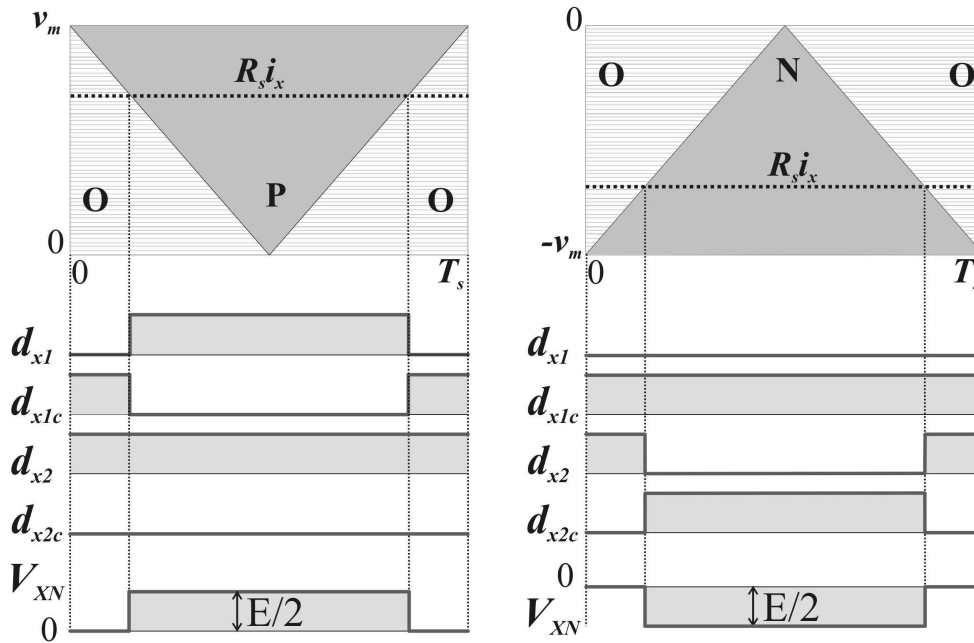 v_m
R_s i_x
O
P
O
0
0
T_s
d_x1
d_x1c
d_x2
d_x2c
V_XN
E/2
0
0
O
N
O
R_s i_x
-v_m
0
d_x1
d_x1c
d_x2
d_x2c
0
V_XN
E/2